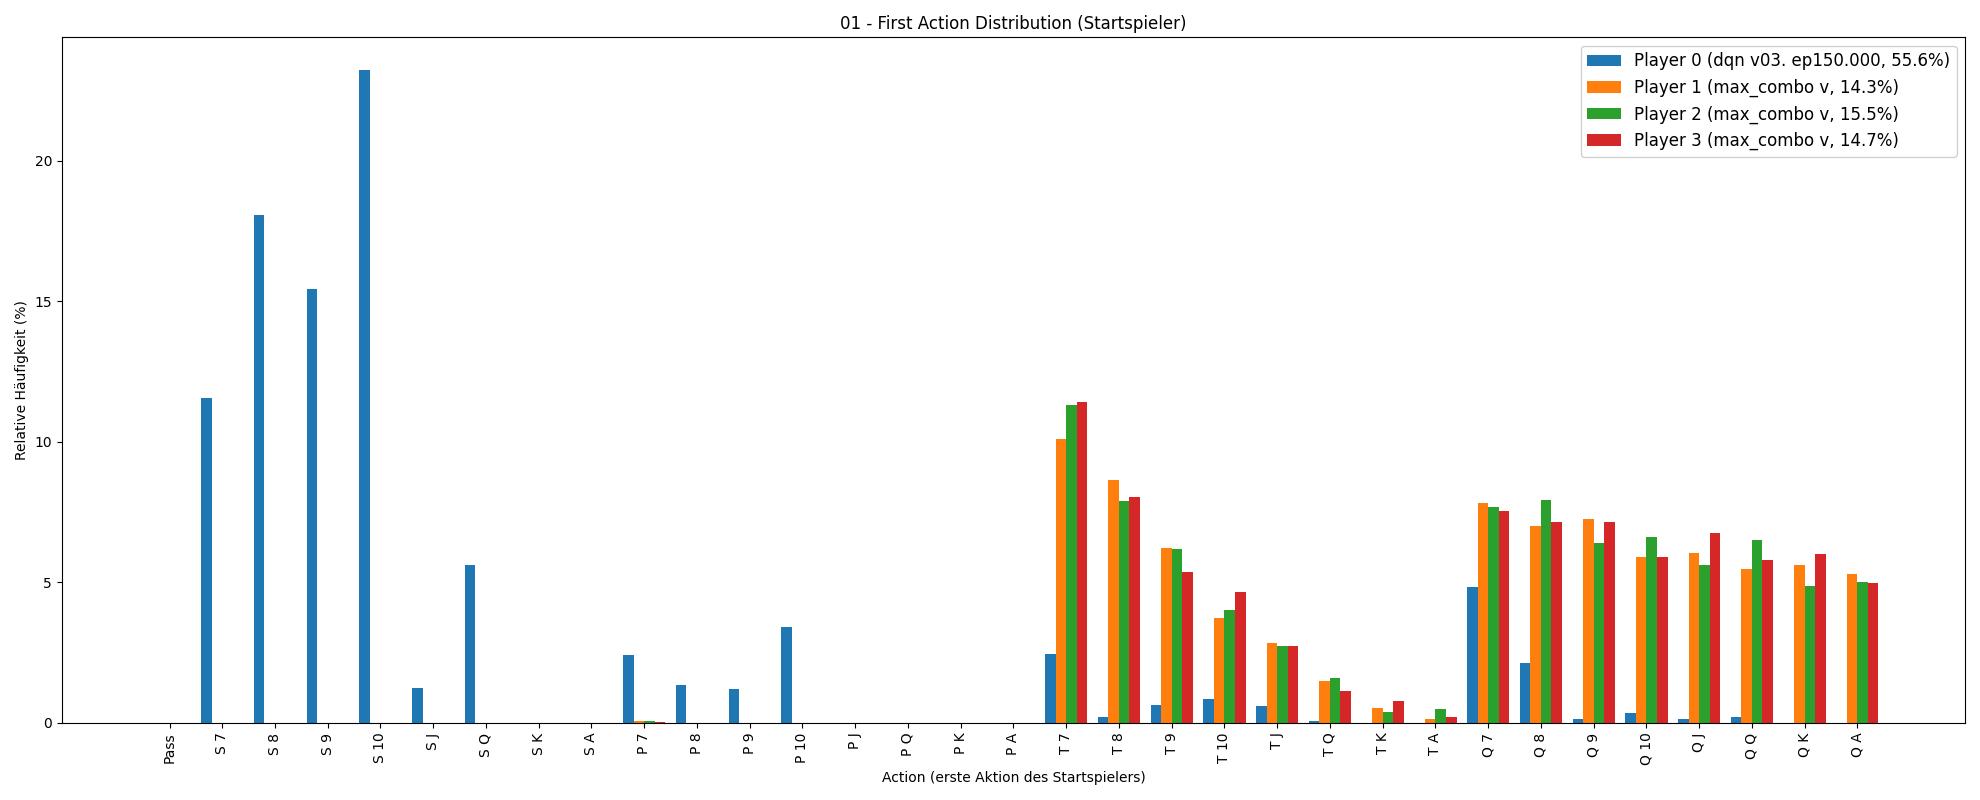 01 - First Action Distribution (Startspieler)
Player 0 (dqn v03. ep150.000, 55.6%)
Player 1 (max_combo v, 14.3%)
Player 2 (max_combo v, 15.5%)
Player 3 (max_combo v, 14.7%)
Relative Häufigkeit (%)
20
15
10
5
0
Pass
S 7
S 8
S 9
S 10
S J
S Q
S K
S A
P 7
P 8
P 9
P 10
P J
P Q
P K
P A
T 7
T 8
T 9
T 10
T J
T Q
T K
T A
Q 7
Q 8
Q 9
Q 10
Q J
Q Q
Q K
Q A
Action (erste Aktion des Startspielers)